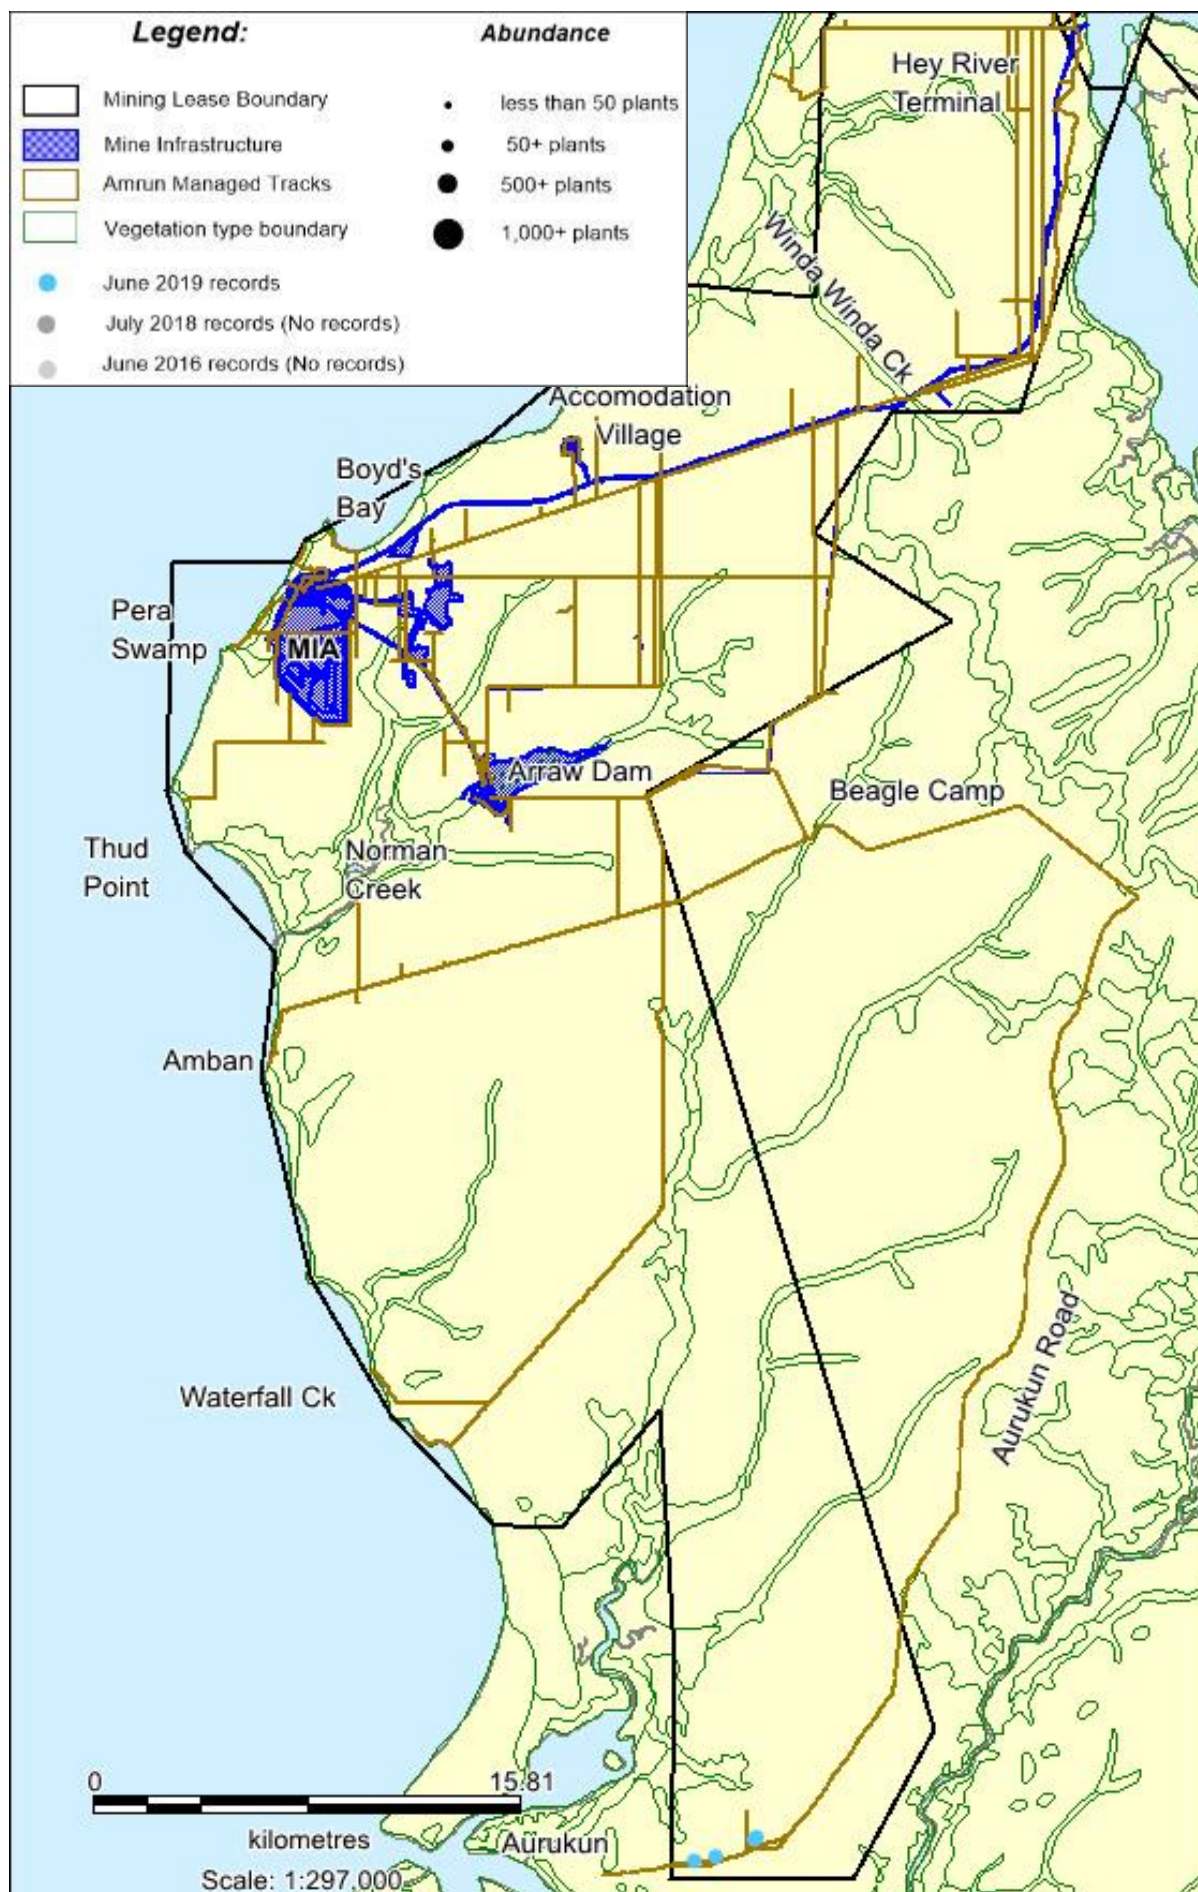 Legend:
Abundance
Mining Lease Boundary
less than 50 plants
Mine Infrastructure
50+ plants
Amrun Managed Tracks
500+ plants
Vegetation type boundary
1,000+ plants
June 2019 records
July 2018 records (No records)
June 2016 records (No records)
Hey River
Terminal
Winda Winda Ck
Accomodation
Village
Boyd's
Bay
Pera
Swamp
MIA
Arraw Dam
Beagle Camp
Thud
Point
Norman
Creek
Amban
Aurukun Road
Waterfall Ck
0 15.81
kilometres
Scale: 1:297,000
Aurukun